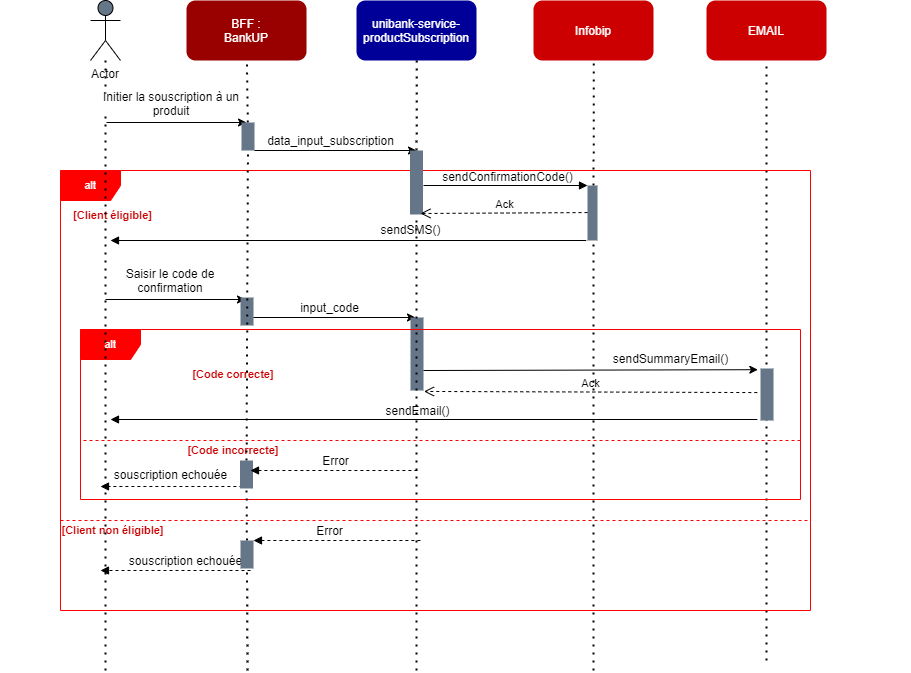 BFF :
BankUP
unibank-service-
productSubscription
Infobip
EMAIL
Actor
Initier la souscription à un
produit
data_input_subscription
alt
sendConfirmationCode()
Ack
[Client éligible]
sendSMS()
Saisir le code de
confirmation
input_code
alt
sendSummaryEmail()
[Code correcte]
Ack
sendEmail()
[Code incorrecte]
Error
souscription echouée
[Client non éligible]
Error
souscription echouée